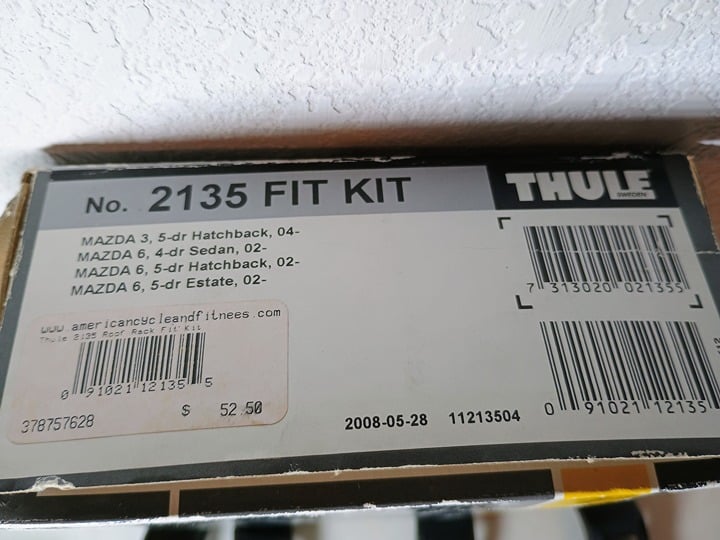 No. 2135 FIT KIT
THULE
SWEDEN
MAZDA 3, 5-dr Hatchback, 04-
MAZDA 6, 4-dr Sedan, 02-
MAZDA 6, 5-dr Hatchback, 02-
MAZDA 6, 5-dr Estate, 02-
7 313020 021355
www.americancycleandfitnees.com
Thule 2135 Roof Rack Fit Kit
0 91021 12135 5
378757628 $ 52.50
2008-05-28 11213504
0 91021 12135